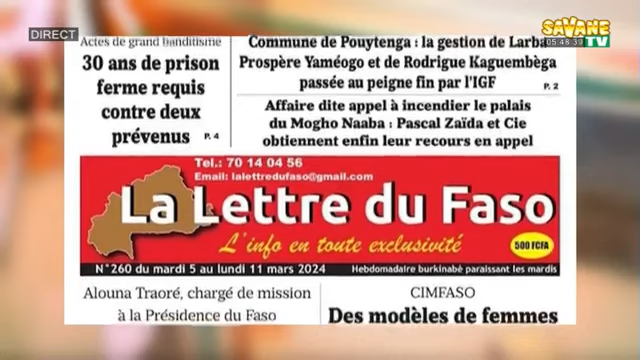 DIRECT
SAVANE
TV
05:48:39
Actes de grand banditisme
30 ans de prison
ferme requis
contre deux
prévenus P. 4
Commune de Pouytenga : la gestion de Larba
Prospère Yaméogo et de Rodrigue Kaguembèga
passée au peigne fin par l'IGF P. 2
Affaire dite appel à incendier le palais
du Mogho Naaba : Pascal Zaïda et Cie
obtiennent enfin leur recours en appel
Tel.: 70 14 04 56
Email: lalettredufaso@gmail.com
La Lettre du Faso
L'info en toute exclusivité
500 FCFA
N°260 du mardi 5 au lundi 11 mars 2024
Hebdomadaire burkinabè paraissant les mardis
Alouna Traoré, chargé de mission
à la Présidence du Faso
CIMFASO
Des modèles de femmes